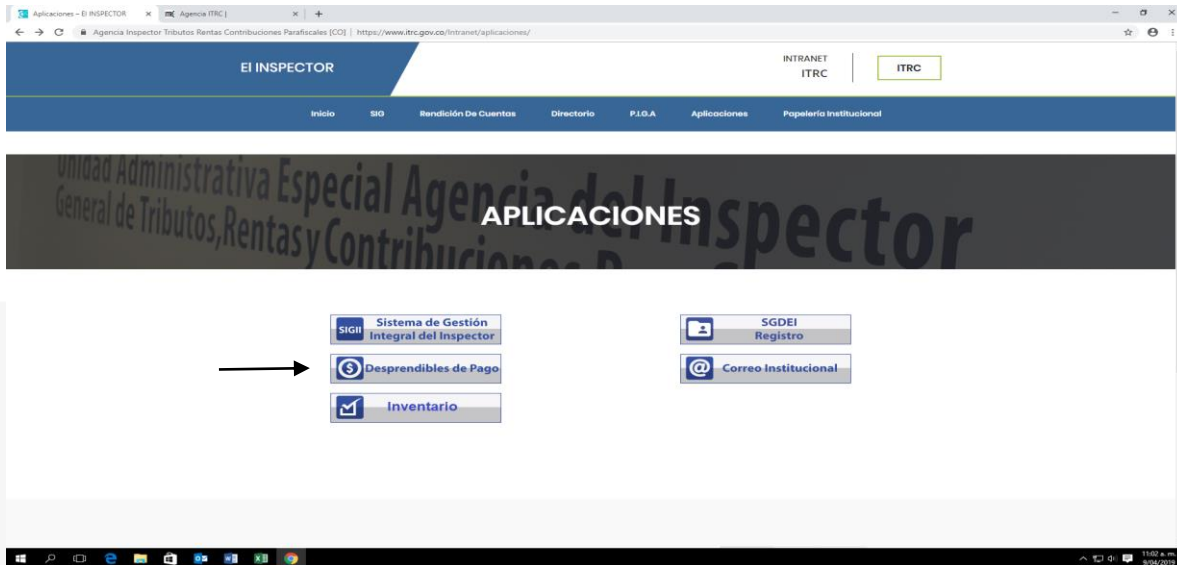 Aplicaciones – El INSPECTOR
Agencia ITRC |
Agencia Inspector Tributos Rentas Contribuciones Parafiscales [CO] | https://www.itrc.gov.co/Intranet/aplicaciones/
El INSPECTOR
INTRANET
ITRC
ITRC
Inicio SIG Rendición De Cuentas Directorio P.I.G.A Aplicaciones Papelería Institucional
Unidad Administrativa Especial Agencia del Inspector
General de Tributos, Rentas y Contribuciones
APLICACIONES
SIGII Sistema de Gestión
Integral del Inspector
SGDEI
Registro
Desprendibles de Pago
@ Correo Institucional
Inventario
11:02 a. m.
9/04/2019